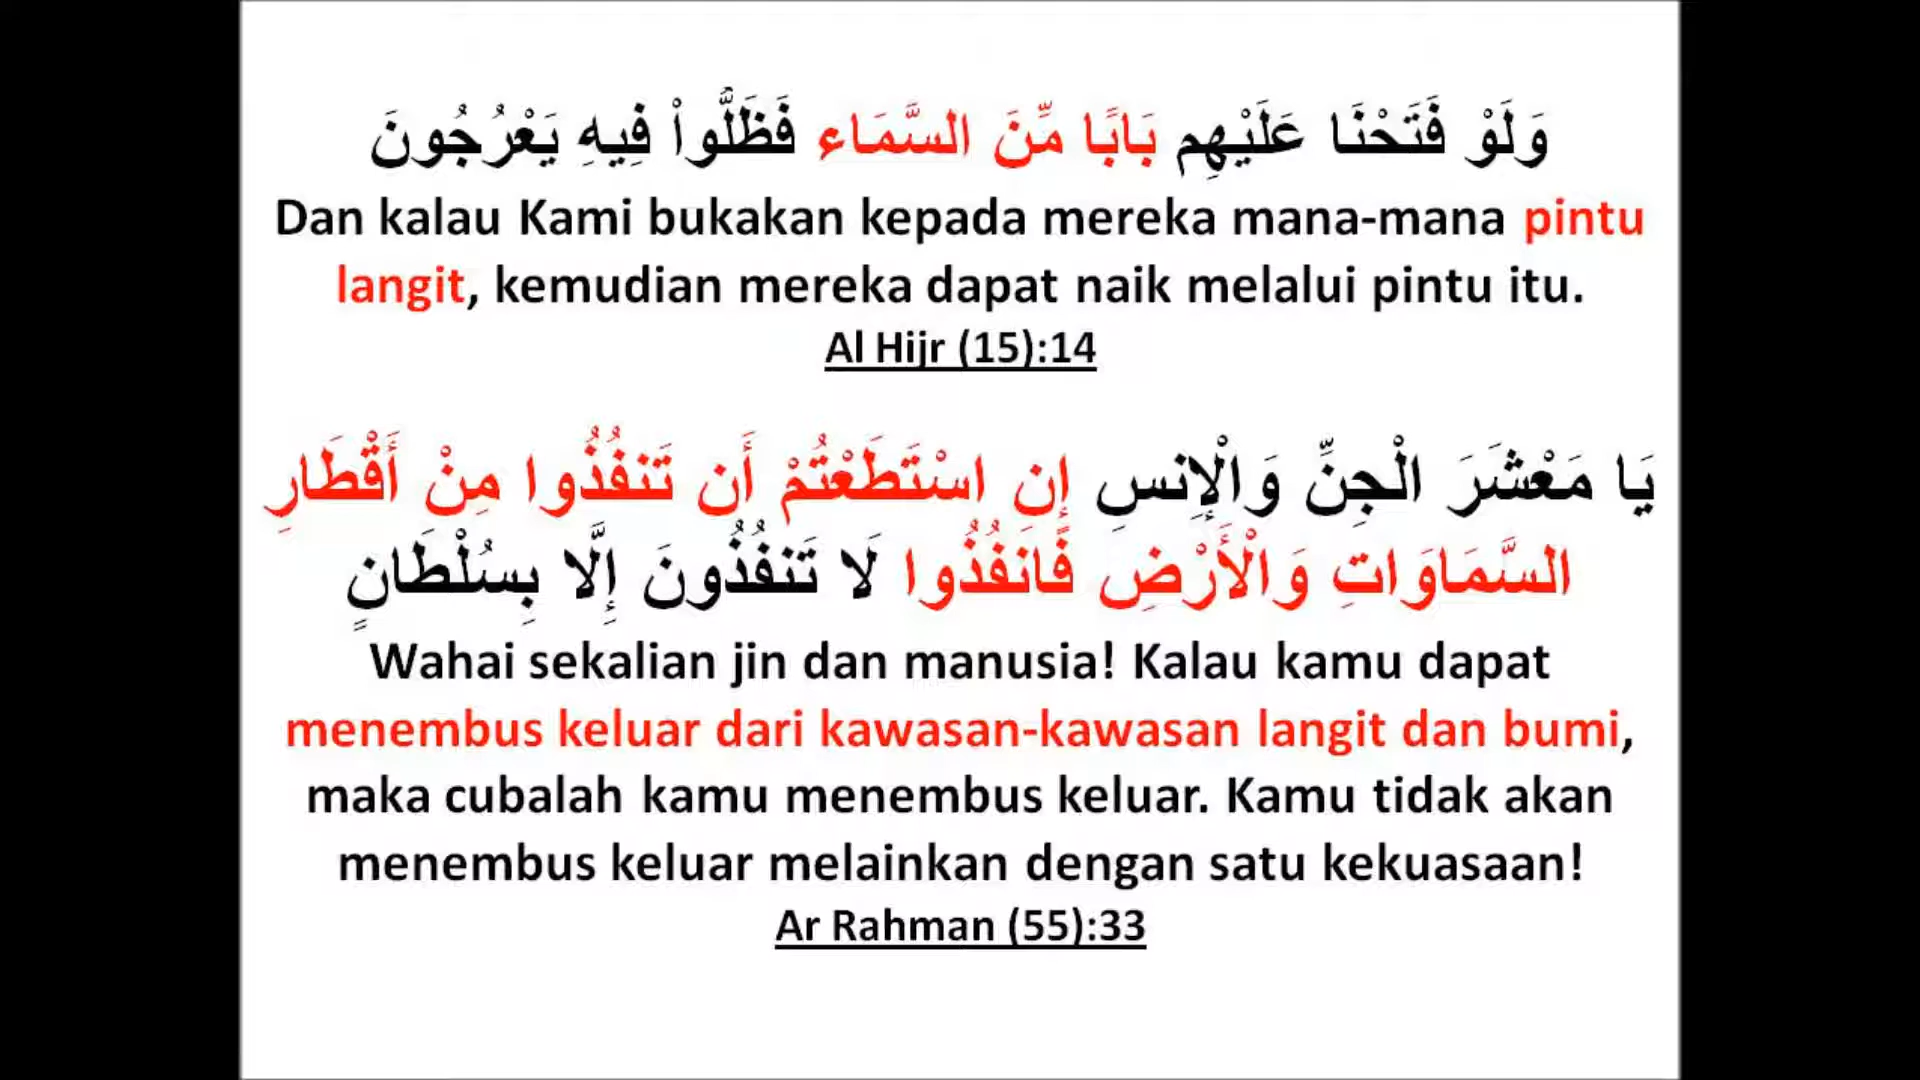 وَلَوْ فَتَحْنَا عَلَيْهِم بَابًا مِّنَ السَّمَاء فَظَلُّواْ فِيهِ يَعْرُجُونَ
Dan kalau Kami bukakan kepada mereka mana-mana pintu
langit, kemudian mereka dapat naik melalui pintu itu.
Al Hijr (15):14
يَا مَعْشَرَ الْجِنِّ وَالْإِنسِ إِنِ اسْتَطَعْتُمْ أَن تَنفُذُوا مِنْ أَقْطَارِ
السَّمَاوَاتِ وَالْأَرْضِ فَانفُذُوا لَا تَنفُذُونَ إِلَّا بِسُلْطَانٍ
Wahai sekalian jin dan manusia! Kalau kamu dapat
menembus keluar dari kawasan-kawasan langit dan bumi,
maka cubalah kamu menembus keluar. Kamu tidak akan
menembus keluar melainkan dengan satu kekuasaan!
Ar Rahman (55):33